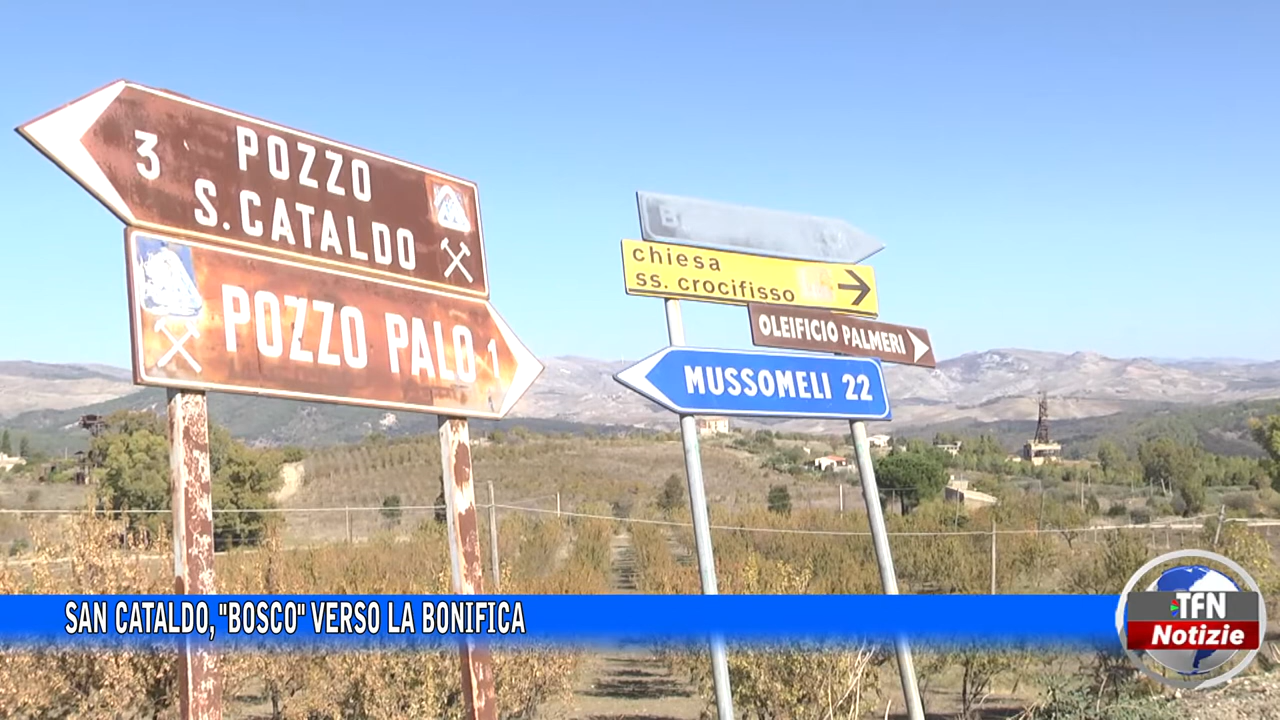 3 POZZO
S. CATALDO
POZZO PALO 1
chiesa
ss. crocifisso
OLEIFICIO PALMERI
MUSSOMELI 22
SAN CATALDO, "BOSCO" VERSO LA BONIFICA
TFN
Notizie